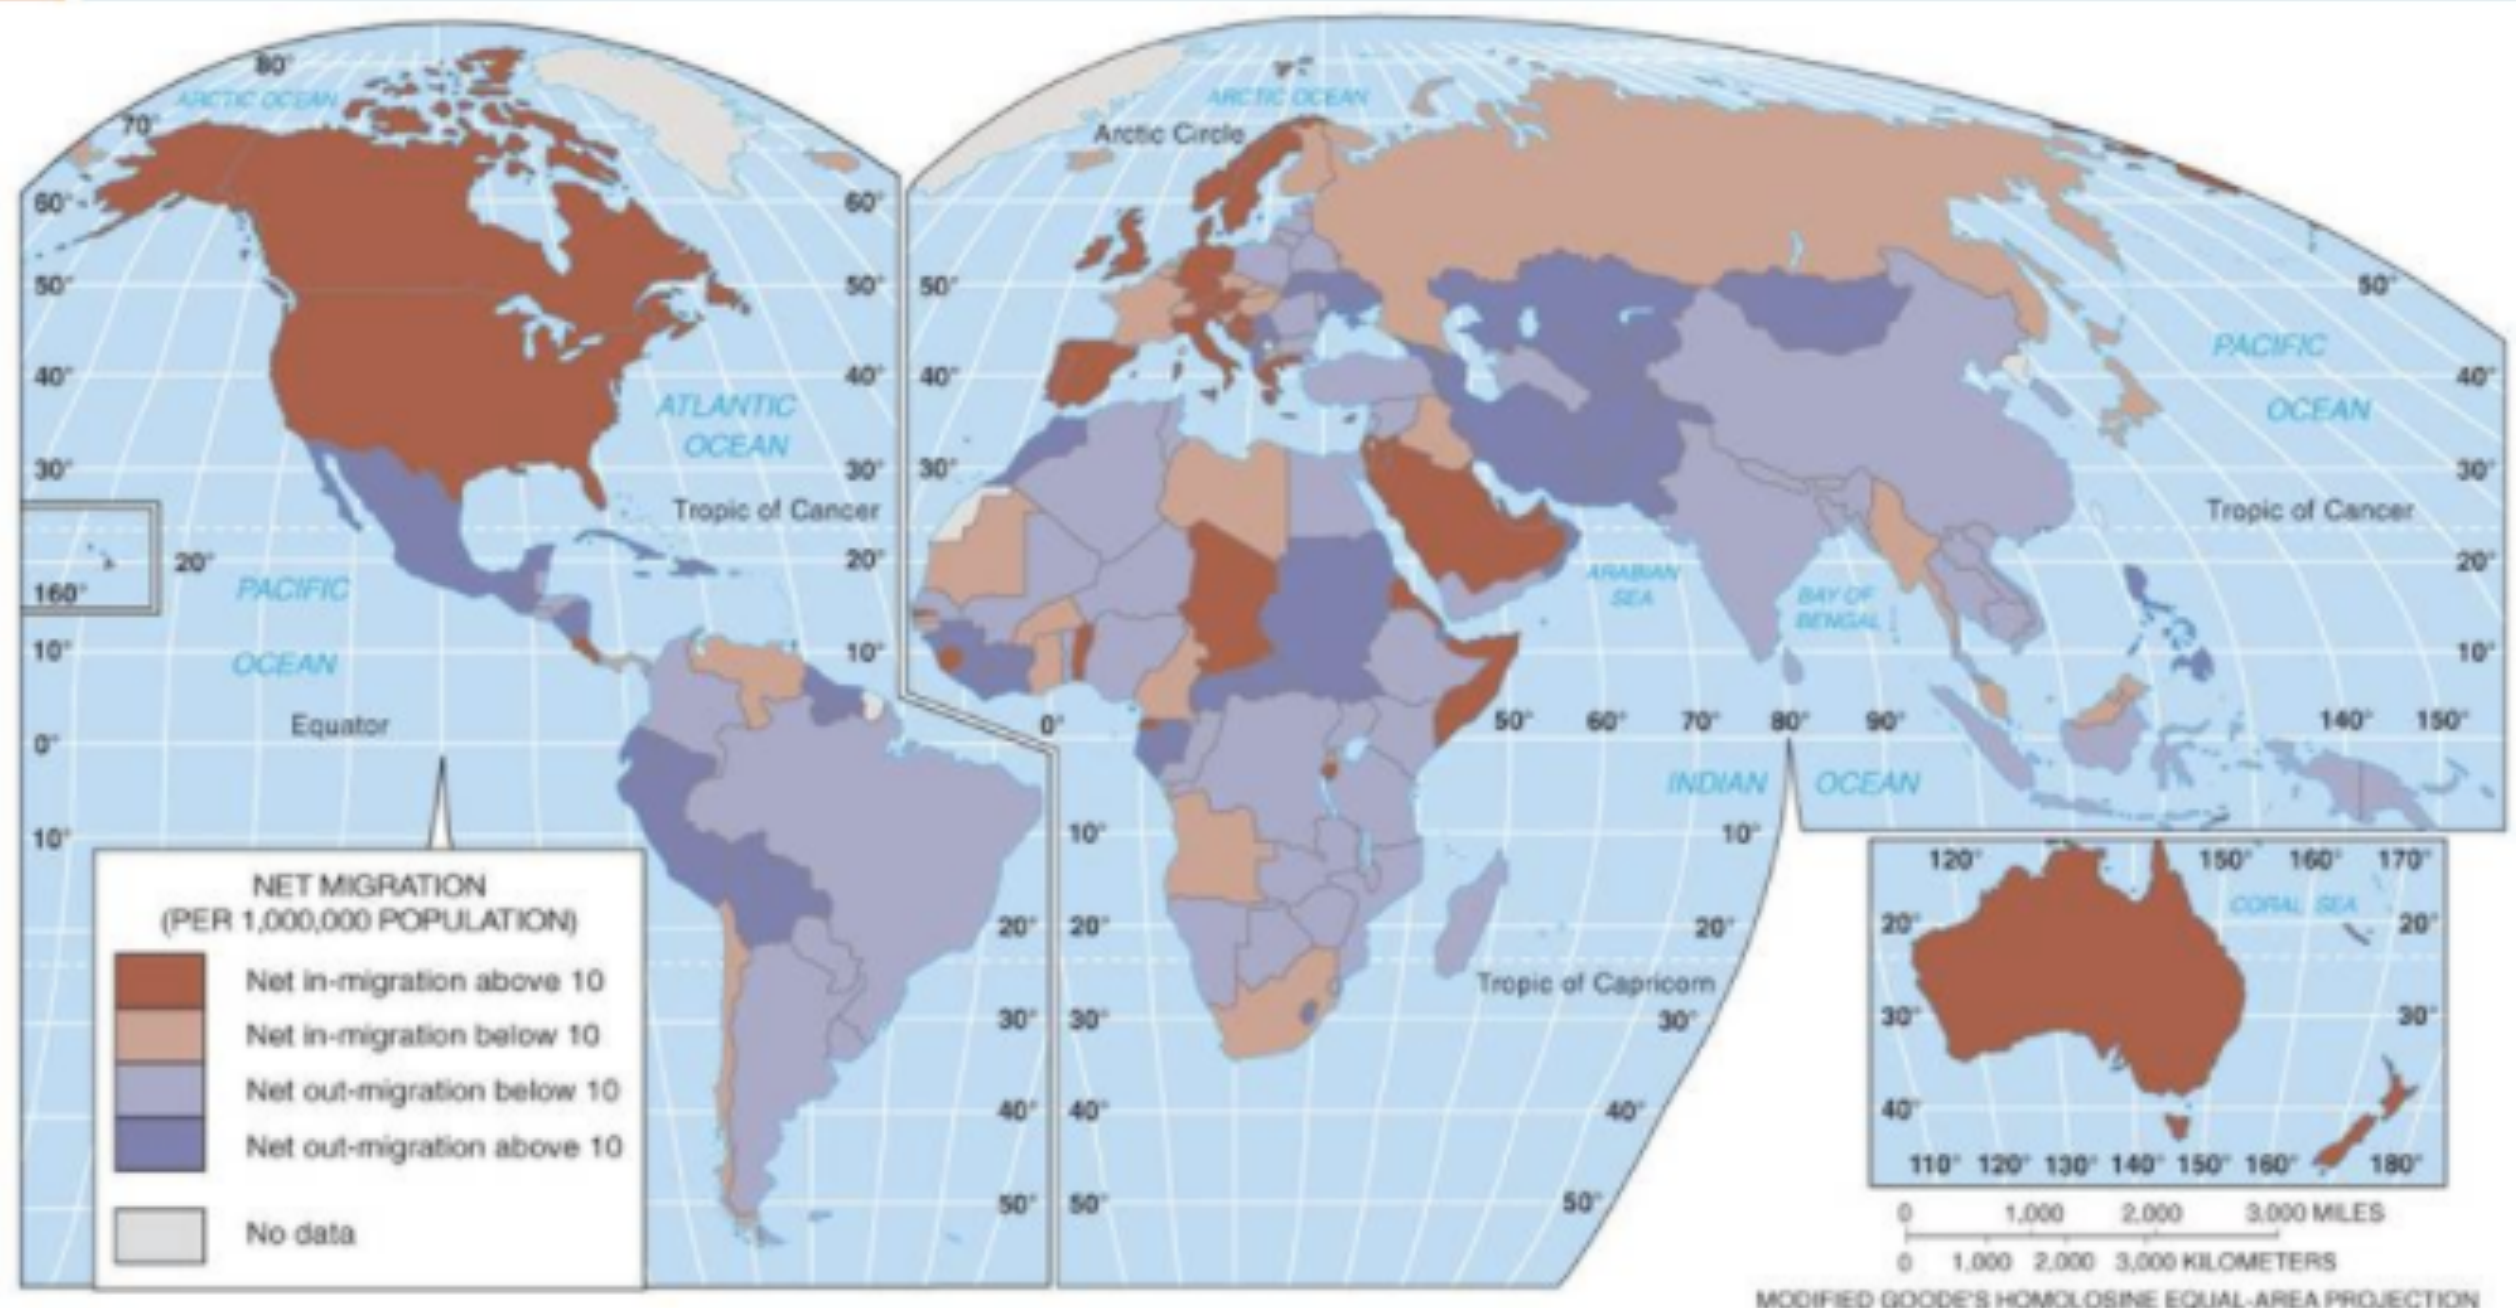 80°
ARCTIC OCEAN
ARCTIC OCEAN
70°
Arctic Circle
60°
60°
50°
50°
50°
50°
PACIFIC
OCEAN
40°
40°
40°
40°
ATLANTIC
OCEAN
30°
30°
30°
30°
Tropic of Cancer
Tropic of Cancer
20°
160°
20°
20°
PACIFIC
OCEAN
ARABIAN
SEA
BAY OF
BENGAL
10°
10°
10°
Equator
0°
0°
50°
60°
70°
80°
90°
140°
150°
INDIAN
OCEAN
10°
10°
10°
NET MIGRATION
(PER 1,000,000 POPULATION)
Net in-migration above 10
Net in-migration below 10
Net out-migration below 10
Net out-migration above 10
No data
20°
20°
20°
Tropic of Capricorn
30°
30°
30°
40°
40°
40°
50°
50°
50°
120°
150°
160°
170°
CORAL SEA
20°
20°
30°
30°
40°
110°
120°
130°
140°
150°
160°
180°
0 1,000 2,000 3,000 MILES
0 1,000 2,000 3,000 KILOMETERS
MODIFIED GOODE'S HOMOLOSINE EQUAL-AREA PROJECTION